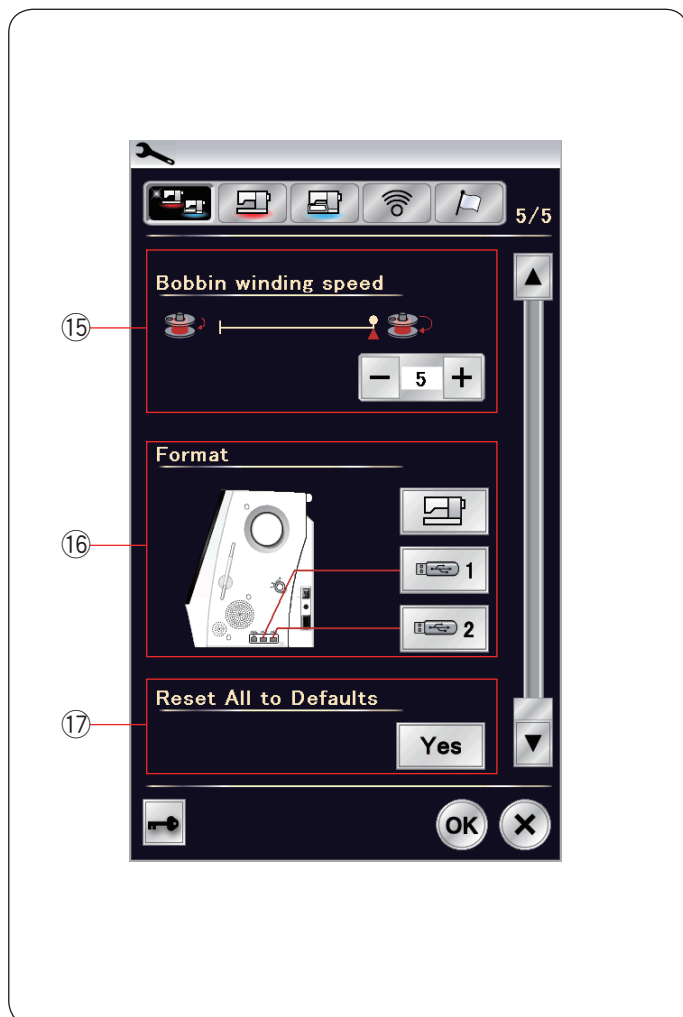 5/5
⑮
Bobbin winding speed
− 5 +
⑯
Format
1
2
⑰
Reset All to Defaults
Yes
OK